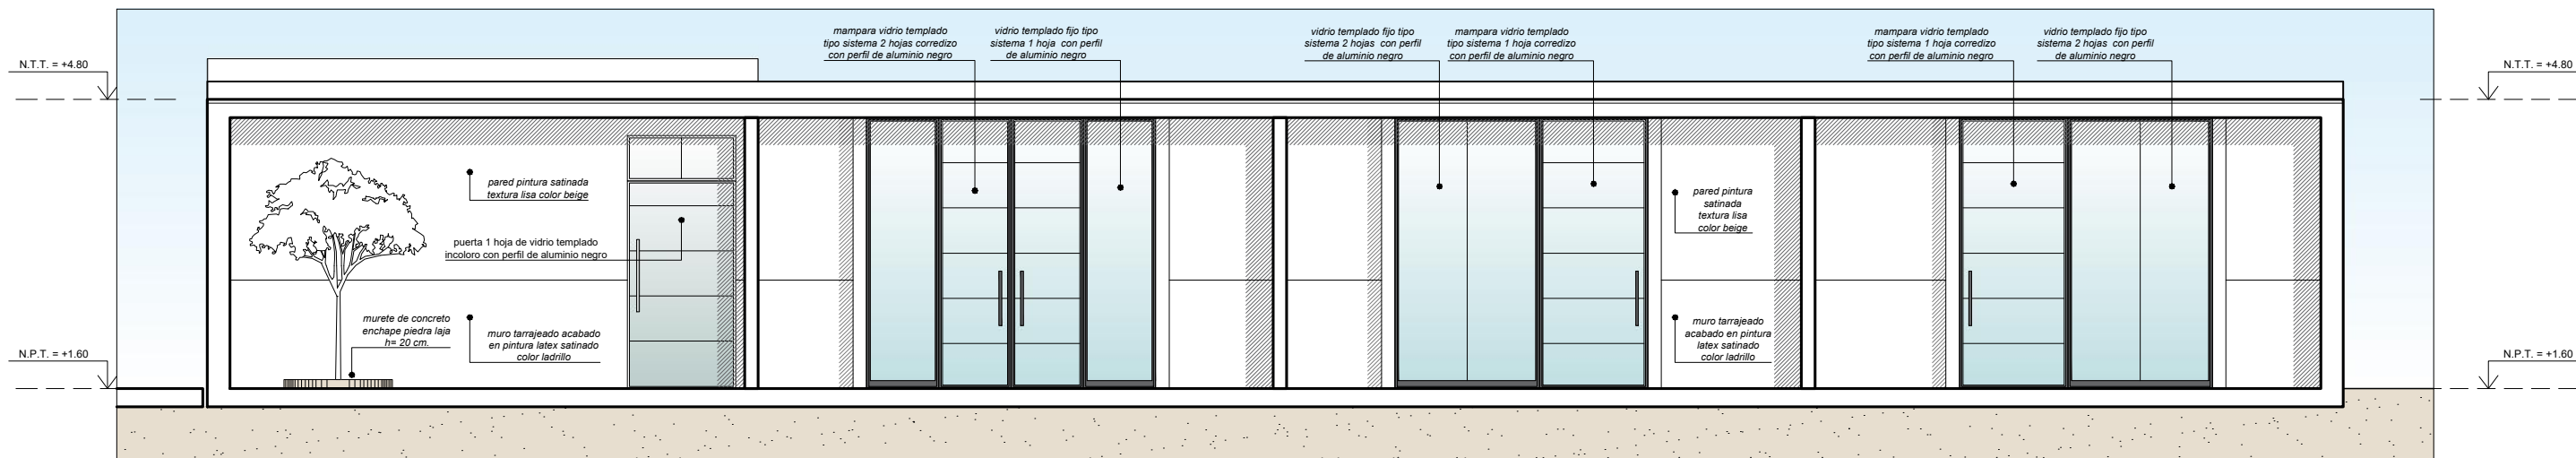 mampara vidrio templado
tipo sistema 2 hojas corredizo
con perfil de aluminio negro
vidrio templado fijo tipo
sistema 1 hoja  con perfil
de aluminio negro
vidrio templado fijo tipo
sistema 2 hojas  con perfil
de aluminio negro
mampara vidrio templado
tipo sistema 1 hoja corredizo
con perfil de aluminio negro
mampara vidrio templado
tipo sistema 1 hoja corredizo
con perfil de aluminio negro
vidrio templado fijo tipo
sistema 2 hojas  con perfil
de aluminio negro
N.T.T. = +4.80
N.T.T. = +4.80
pared pintura satinada
textura lisa color beige
pared pintura
satinada
textura lisa
color beige
puerta 1 hoja de vidrio templado
incoloro con perfil de aluminio negro
murete de concreto
enchape piedra laja
h= 20 cm.
muro tarrajeado acabado
en pintura latex satinado
color ladrillo
muro tarrajeado
acabado en pintura
latex satinado
color ladrillo
N.P.T. = +1.60
N.P.T. = +1.60